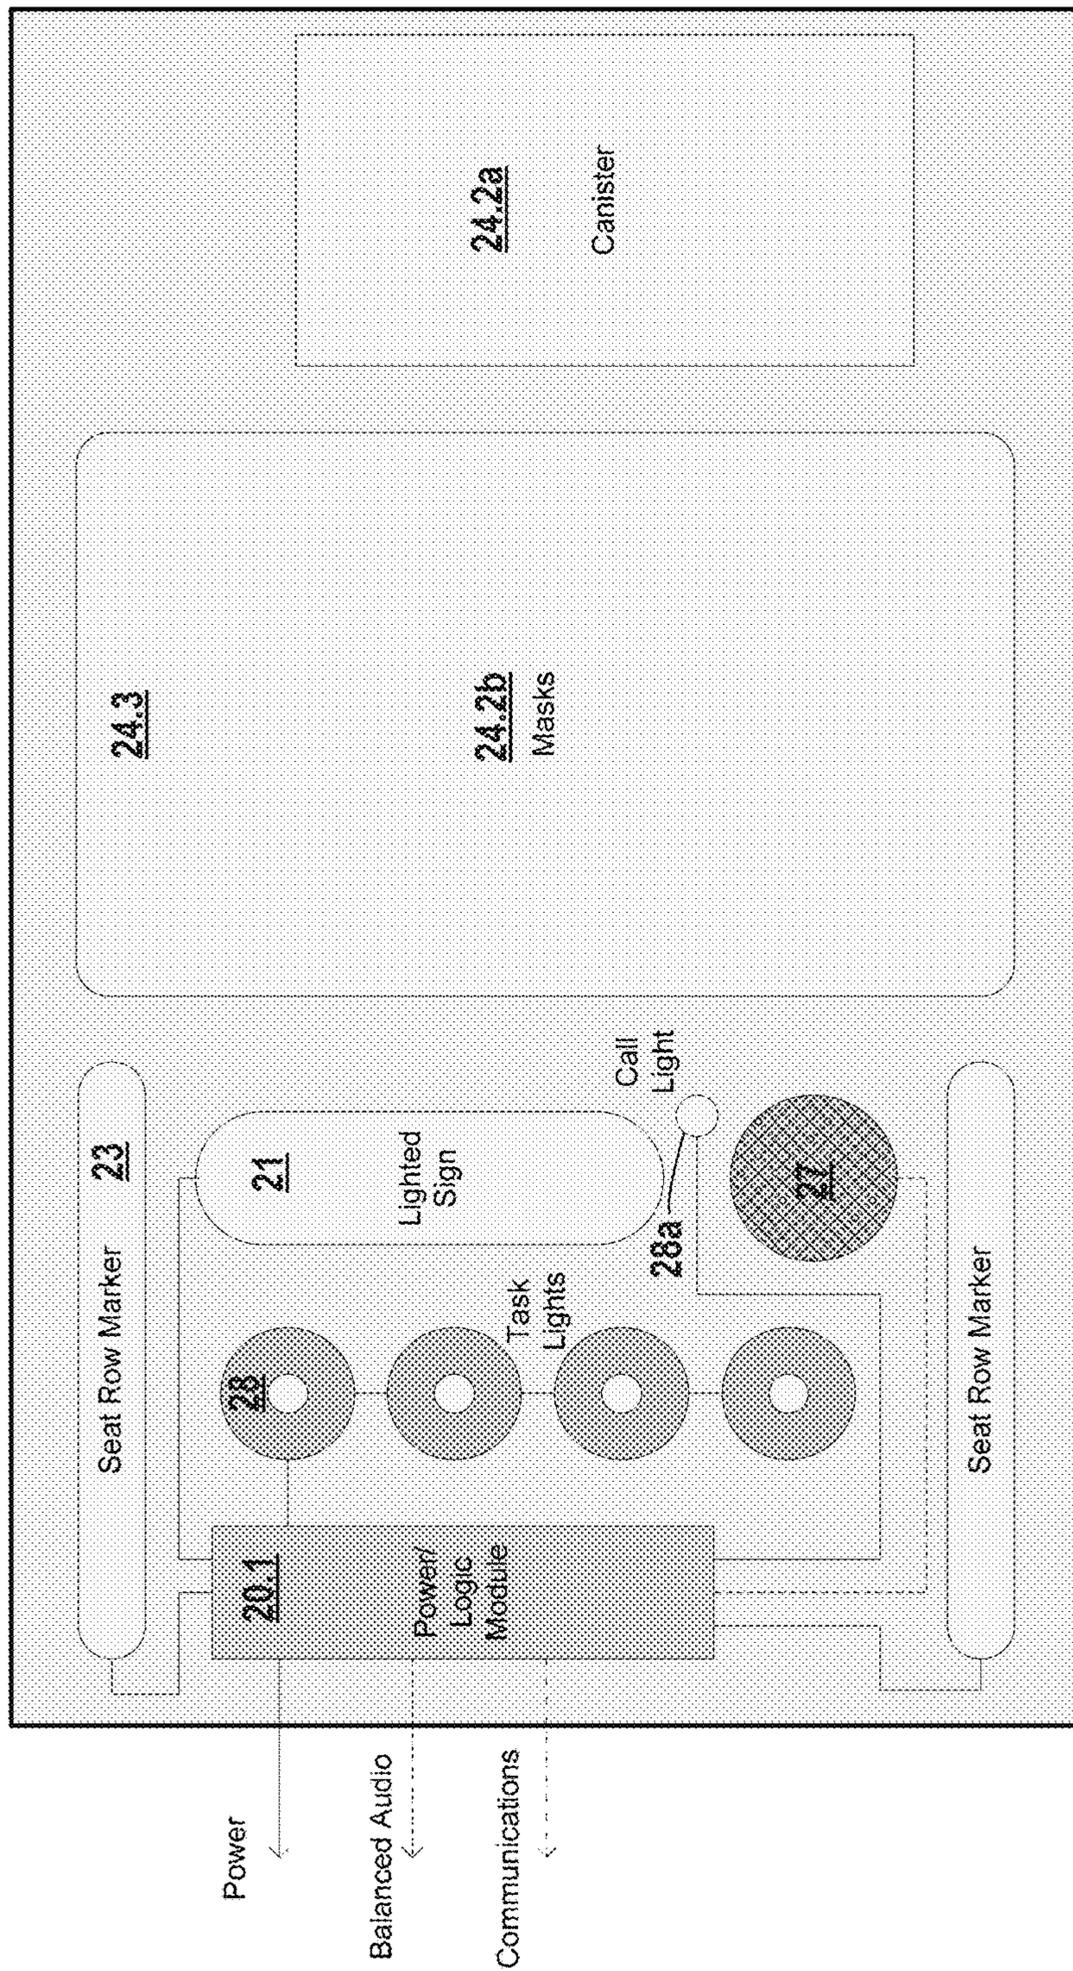 Power
Balanced Audio
Communications
Seat Row Marker
23
20.1
Power/
Logic
Module
28
Task
Lights
21
Lighted
Sign
28a
Call
Light
27
Seat Row Marker
24.3
24.2b
Masks
24.2a
Canister